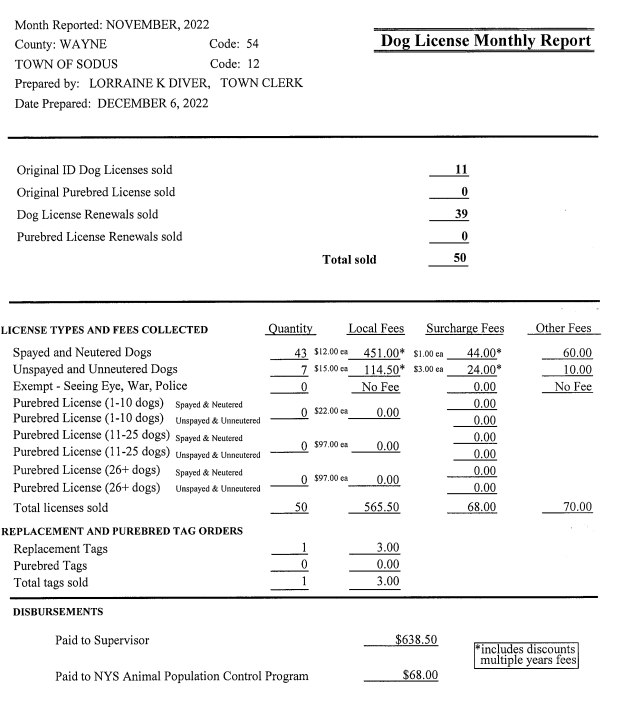 Month Reported: NOVEMBER, 2022
County: WAYNE Code: 54
Dog License Monthly Report
TOWN OF SODUS Code: 12
Prepared by: LORRAINE K DIVER, TOWN CLERK
Date Prepared: DECEMBER 6, 2022
Original ID Dog Licenses sold 11
Original Purebred License sold 0
Dog License Renewals sold 39
Purebred License Renewals sold 0
Total sold 50
LICENSE TYPES AND FEES COLLECTED Quantity Local Fees Surcharge Fees Other Fees
Spayed and Neutered Dogs 43 $12.00 ea 451.00* $1.00 ea 44.00* 60.00
Unspayed and Unneutered Dogs 7 $15.00 ea 114.50* $3.00 ea 24.00* 10.00
Exempt - Seeing Eye, War, Police 0 No Fee 0.00 No Fee
Purebred License (1-10 dogs) Spayed & Neutered 0.00
0 $22.00 ea 0.00
Purebred License (1-10 dogs) Unspayed & Unneutered 0.00
Purebred License (11-25 dogs) Spayed & Neutered 0.00
0 $97.00 ea 0.00
Purebred License (11-25 dogs) Unspayed & Unneutered 0.00
Purebred License (26+ dogs) Spayed & Neutered 0.00
0 $97.00 ea 0.00
Purebred License (26+ dogs) Unspayed & Unneutered 0.00
Total licenses sold 50 565.50 68.00 70.00
REPLACEMENT AND PUREBRED TAG ORDERS
Replacement Tags 1 3.00
Purebred Tags 0 0.00
Total tags sold 1 3.00
DISBURSEMENTS
Paid to Supervisor $638.50
*includes discounts
multiple years fees
Paid to NYS Animal Population Control Program $68.00